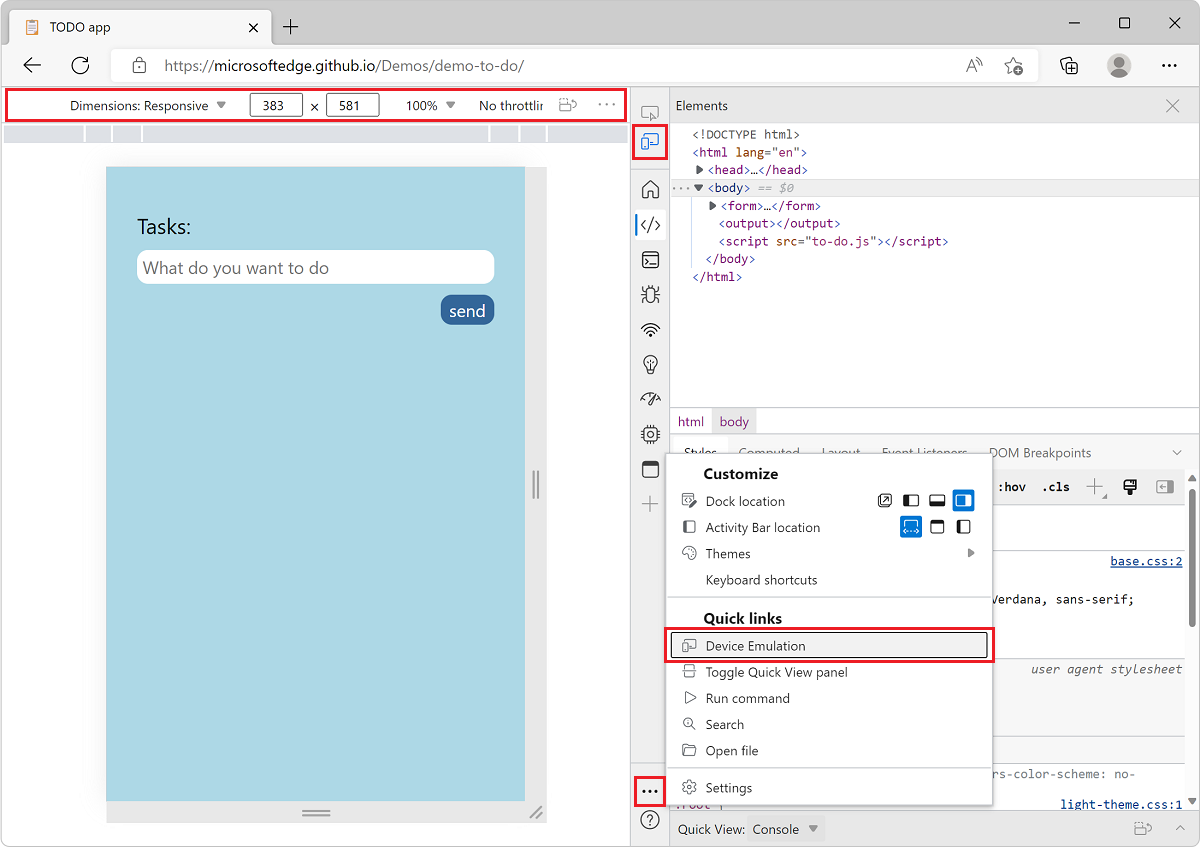 TODO app
https://microsoftedge.github.io/Demos/demo-to-do/
Dimensions: Responsive 383 x 581 100% No throttlir
Tasks:
What do you want to do
send
Elements
<!DOCTYPE html>
<html lang="en">
<head>…</head>
<body> == $0
<form>…</form>
<output></output>
<script src="to-do.js"></script>
</body>
</html>
html body
Styles Computed Layout Event Listeners DOM Breakpoints
:hov .cls
base.css:2
Verdana, sans-serif;
user agent stylesheet
rs-color-scheme: no-
light-theme.css:1
Customize
Dock location
Activity Bar location
Themes
Keyboard shortcuts
Quick links
Device Emulation
Toggle Quick View panel
Run command
Search
Open file
Settings
Quick View: Console